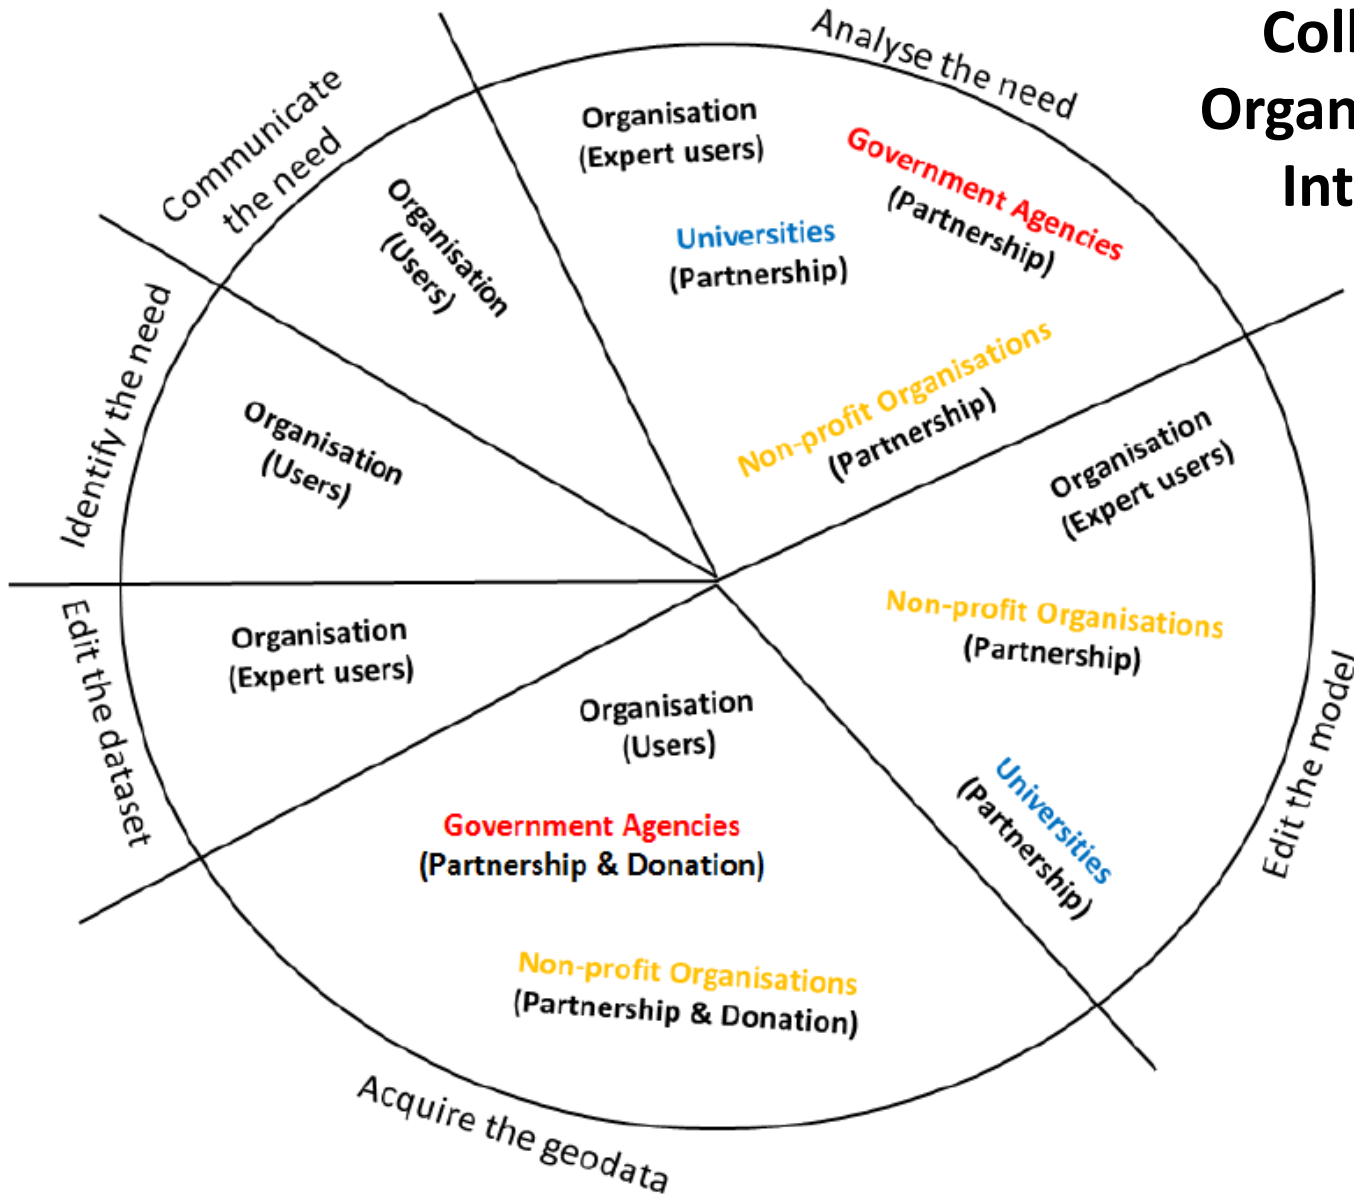 Coll
Organ
Int
Analyse the need
Organisation
(Expert users)
Government Agencies
(Partnership)
Universities
(Partnership)
Non-profit Organisations
(Partnership)
Edit the model
Organisation
(Expert users)
Non-profit Organisations
(Partnership)
Universities
(Partnership)
Acquire the geodata
Organisation
(Users)
Government Agencies
(Partnership & Donation)
Non-profit Organisations
(Partnership & Donation)
Edit the dataset
Organisation
(Expert users)
Identify the need
Organisation
(Users)
Communicate
the need
Organisation
(Users)